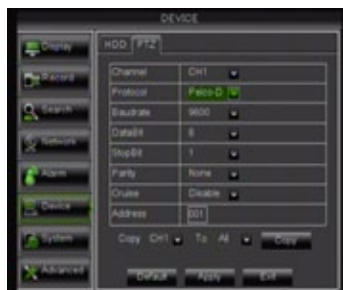 DEVICE
Display
Record
Search
Network
Alarm
Device
System
Advanced
HDD PTZ
Channel CH1
Protocol Pelco-D
Baudrate 9600
DataBit 8
StopBit 1
Parity None
Cruise Disable
Address 001
Copy CH1 To All Copy
Default Apply Exit